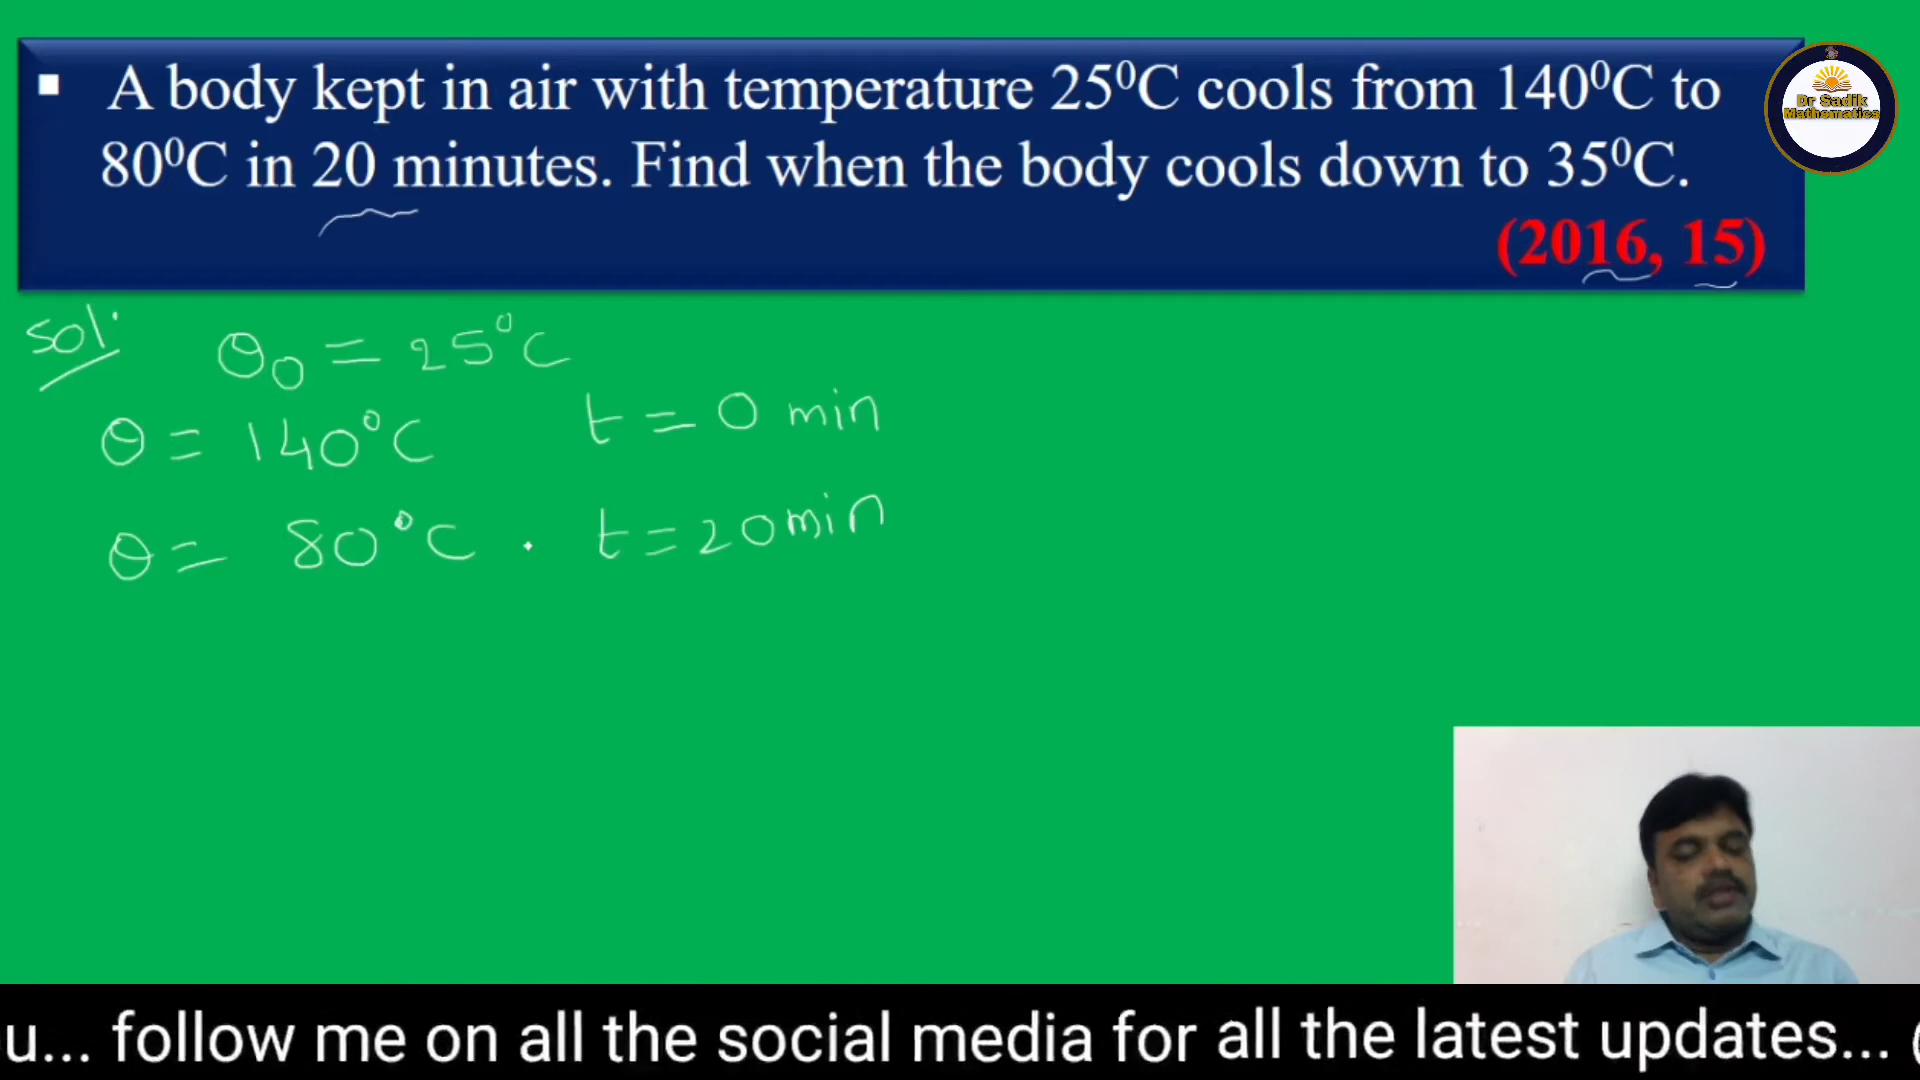 ▪ A body kept in air with temperature 25⁰C cools from 140⁰C to
80⁰C in 20 minutes. Find when the body cools down to 35⁰C.
(2016, 15)
Dr Sadik
Mathematics
Sol:
θ₀ = 25°C
θ = 140°C t = 0 min
θ = 80°C . t = 20 min
u... follow me on all the social media for all the latest updates...